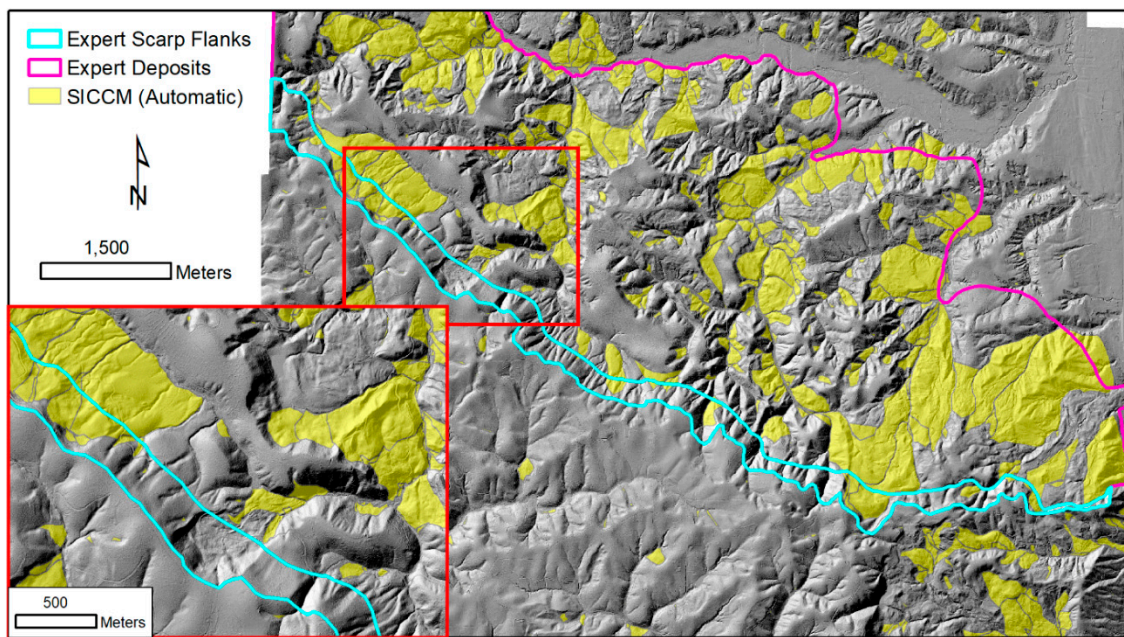 Expert Scarp Flanks
Expert Deposits
SICCM (Automatic)
N
1,500
Meters
500
Meters